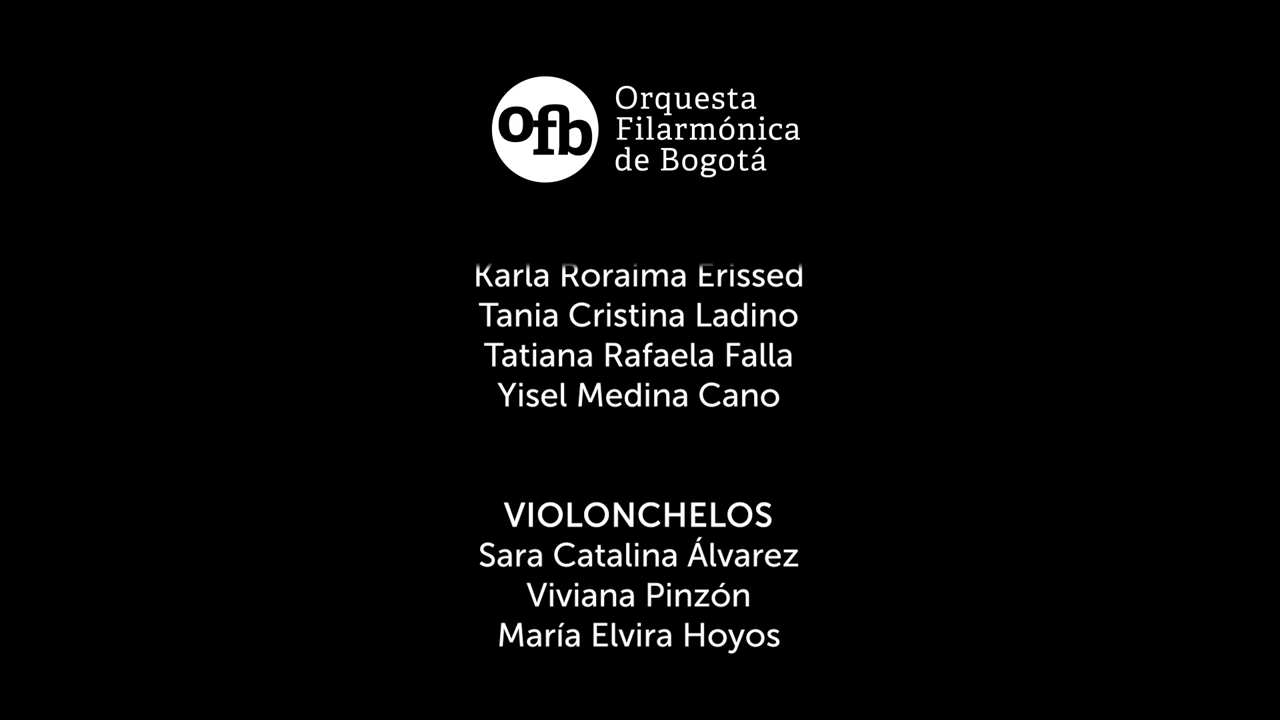 ofb
Orquesta
Filarmónica
de Bogotá
Karla Roraima Erissed
Tania Cristina Ladino
Tatiana Rafaela Falla
Yisel Medina Cano
VIOLONCHELOS
Sara Catalina Álvarez
Viviana Pinzón
María Elvira Hoyos